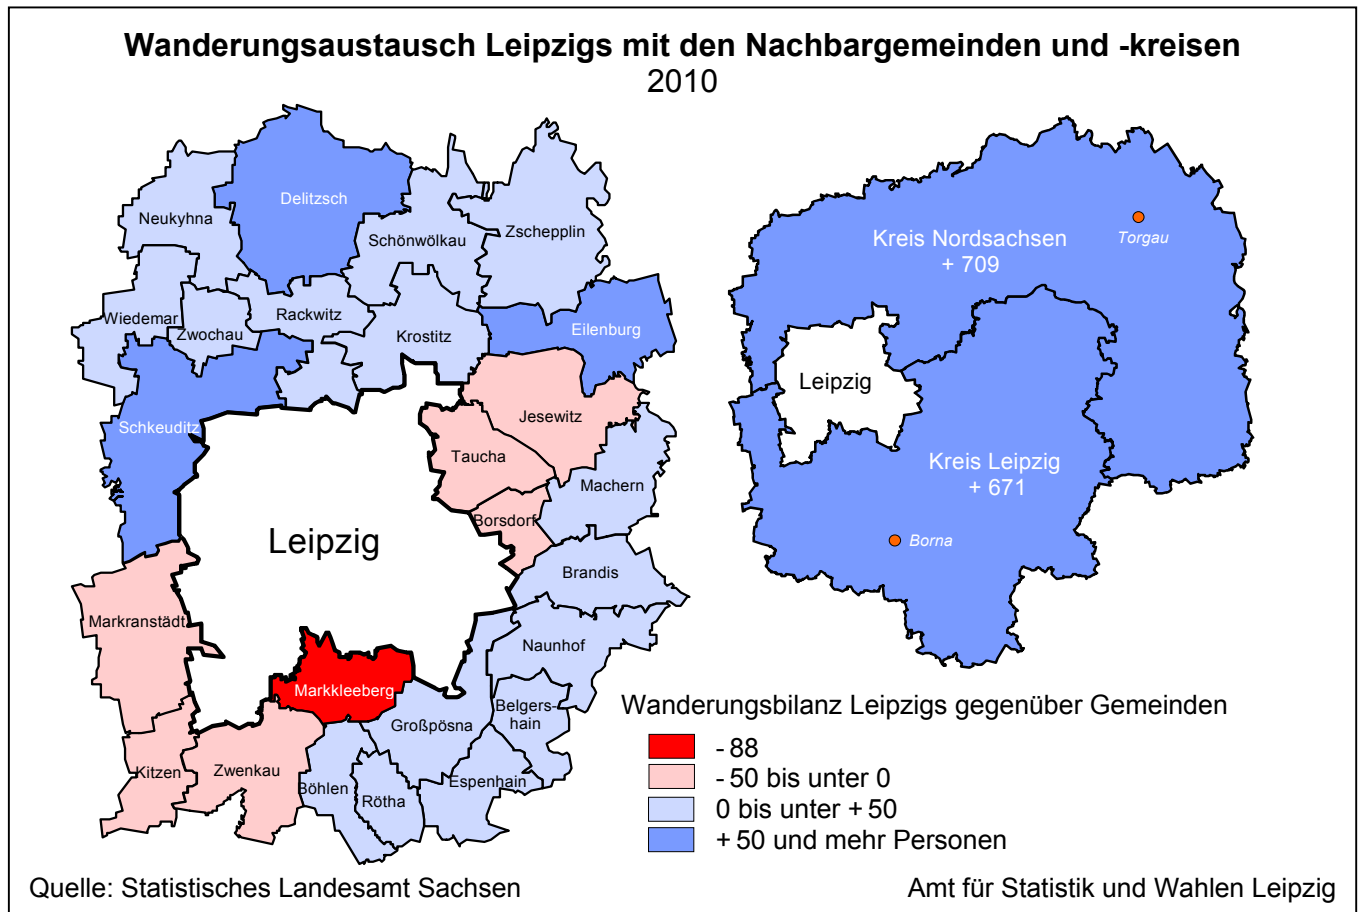 Wanderungsaustausch Leipzigs mit den Nachbargemeinden und -kreisen
2010
Delitzsch
Neukyhna
Schönwölkau
Zschepplin
Wiedemar
Zwochau
Rackwitz
Krostitz
Eilenburg
Schkeuditz
Jesewitz
Taucha
Machern
Borsdorf
Leipzig
Brandis
Markranstädt
Naunhof
Markkleeberg
Belgers-
hain
Großpösna
Kitzen
Zwenkau
Böhlen
Rötha
Espenhain
Kreis Nordsachsen
+ 709
Torgau
Leipzig
Kreis Leipzig
+ 671
Borna
Wanderungsbilanz Leipzigs gegenüber Gemeinden
- 88
- 50 bis unter 0
0 bis unter + 50
+ 50 und mehr Personen
Quelle: Statistisches Landesamt Sachsen
Amt für Statistik und Wahlen Leipzig